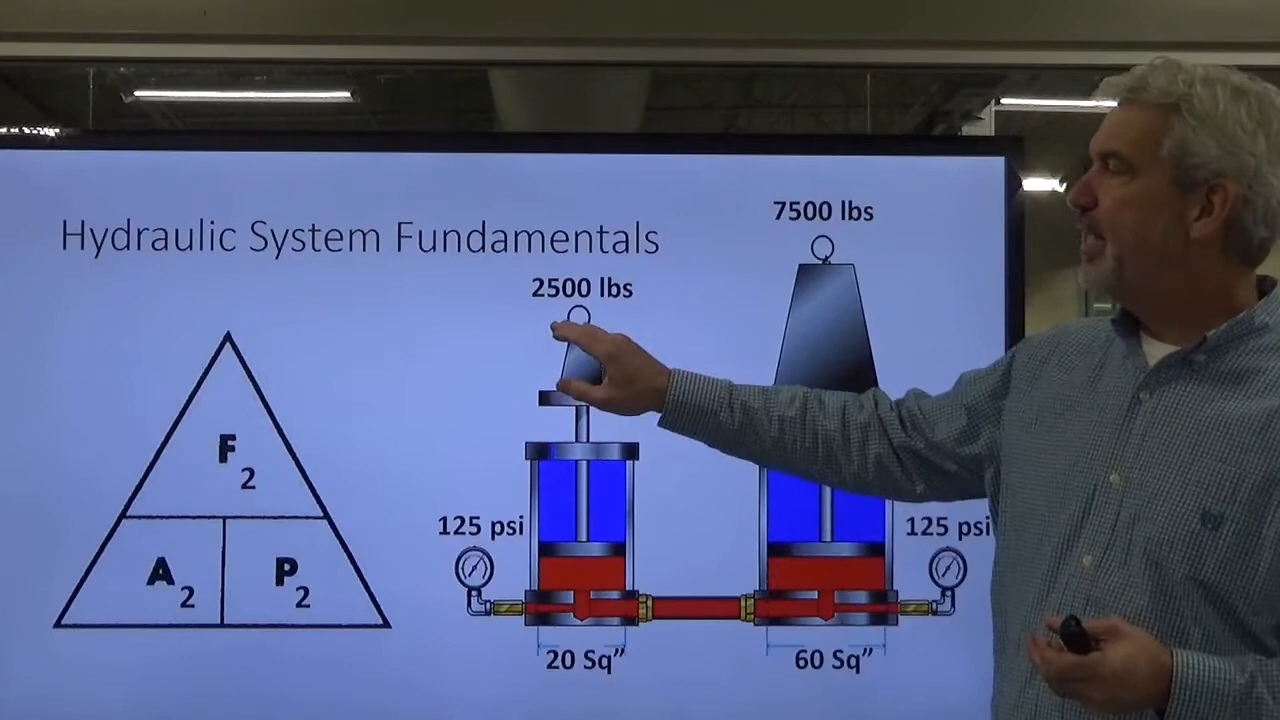 Hydraulic System Fundamentals
7500 lbs
2500 lbs
F2
A2
P2
125 psi
125 psi
20 Sq”
60 Sq”